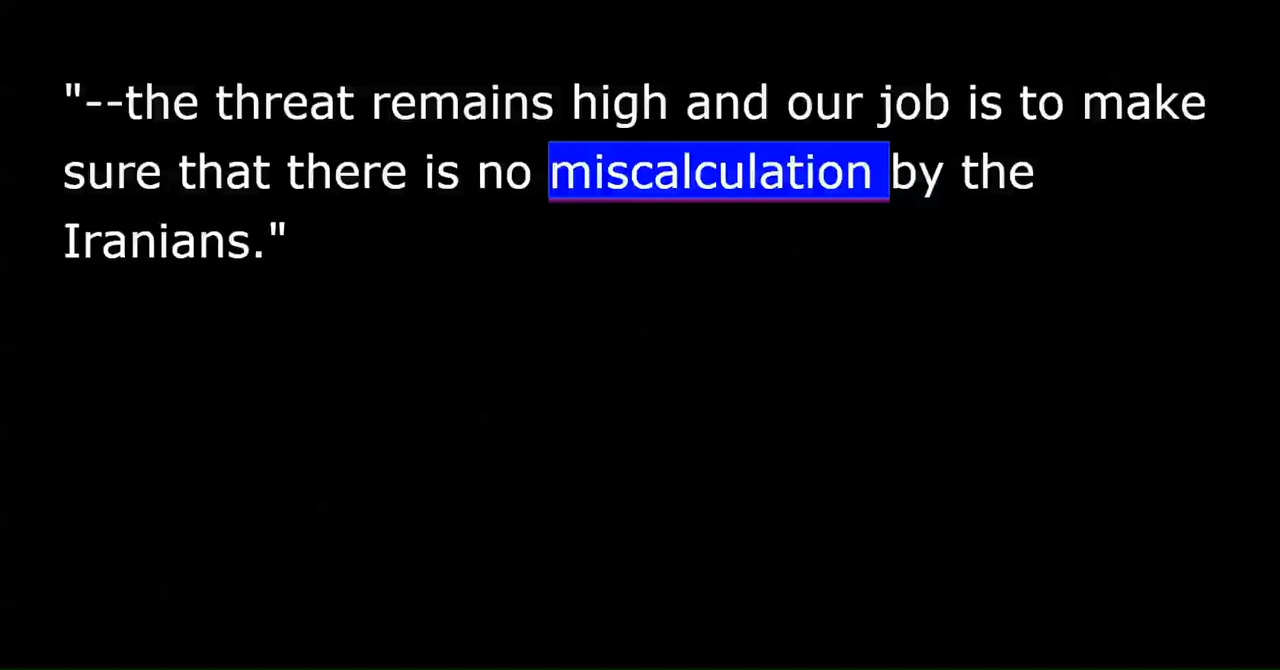 "--the threat remains high and our job is to make
sure that there is no miscalculation by the
Iranians."